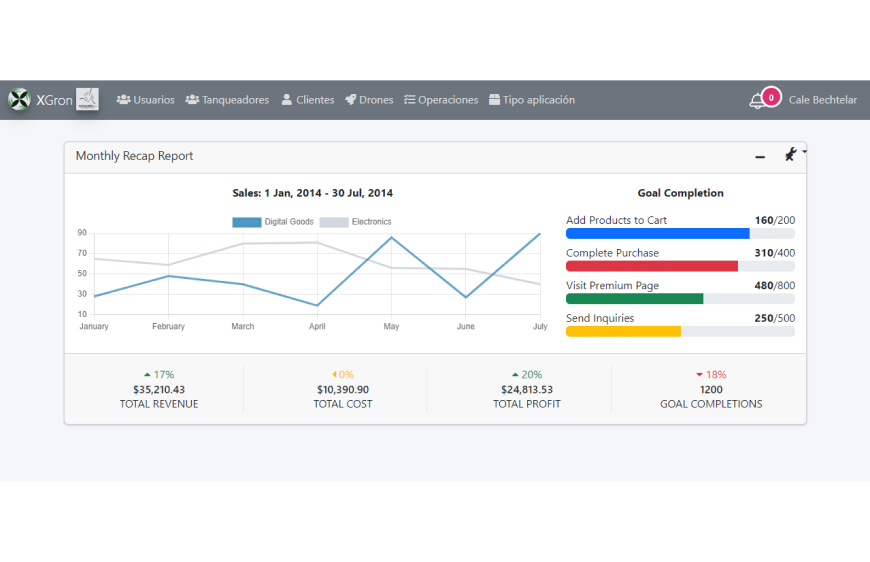 XGron Usuarios Tanqueadores Clientes Drones Operaciones Tipo aplicación 0 Cale Bechtelar
Monthly Recap Report
Sales: 1 Jan, 2014 - 30 Jul, 2014
Digital Goods Electronics
90
70
50
30
10
January February March April May June July
Goal Completion
Add Products to Cart 160/200
Complete Purchase 310/400
Visit Premium Page 480/800
Send Inquiries 250/500
17% 0% 20% 18%
$35,210.43 $10,390.90 $24,813.53 1200
TOTAL REVENUE TOTAL COST TOTAL PROFIT GOAL COMPLETIONS